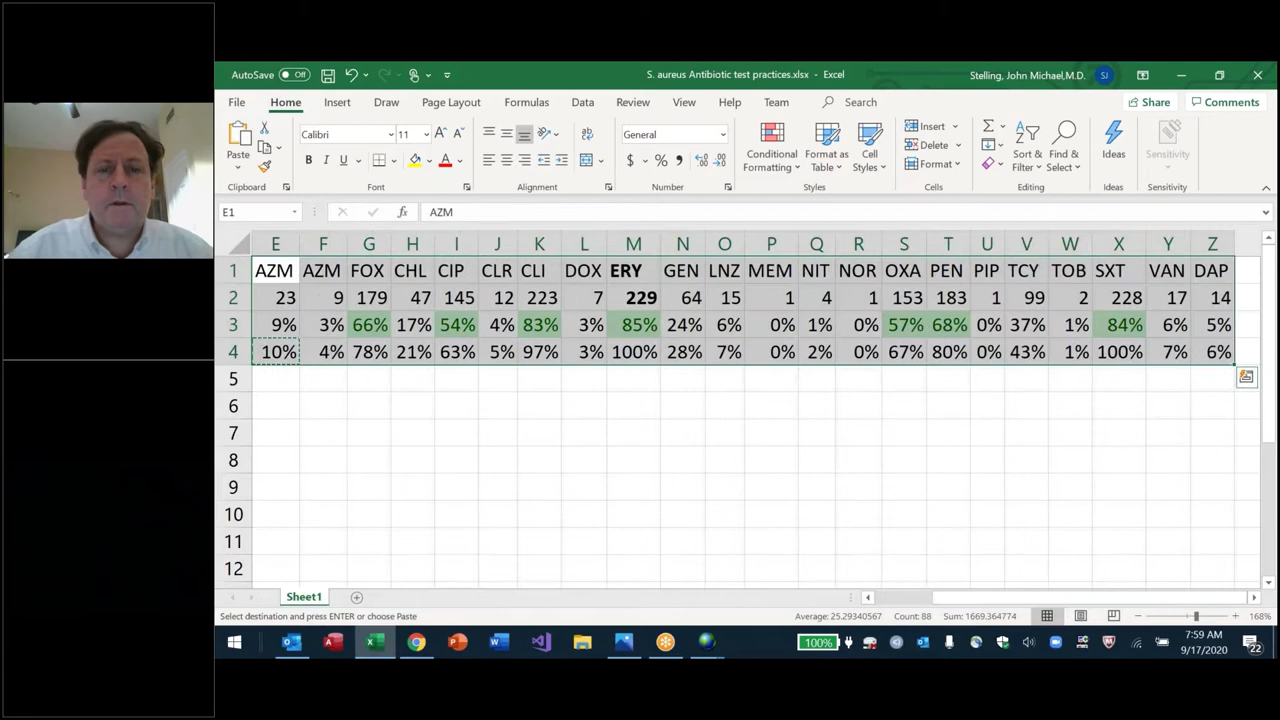 AutoSave Off S. aureus Antibiotic test practices.xlsx - Excel Stelling, John Michael,M.D. SJ
File Home Insert Draw Page Layout Formulas Data Review View Help Team Search Share Comments
Paste Calibri 11 General Conditional Formatting Format as Table Cell Styles Insert Delete Format Sort & Filter Find & Select Ideas Sensitivity
Clipboard Font Alignment Number Styles Cells Editing Ideas Sensitivity
E1 fx AZM
E F G H I J K L M N O P Q R S T U V W X Y Z
1 AZM AZM FOX CHL CIP CLR CLI DOX ERY GEN LNZ MEM NIT NOR OXA PEN PIP TCY TOB SXT VAN DAP
2 23 9 179 47 145 12 223 7 229 64 15 1 4 1 153 183 1 99 2 228 17 14
3 9% 3% 66% 17% 54% 4% 83% 3% 85% 24% 6% 0% 1% 0% 57% 68% 0% 37% 1% 84% 6% 5%
4 10% 4% 78% 21% 63% 5% 97% 3% 100% 28% 7% 0% 2% 0% 67% 80% 0% 43% 1% 100% 7% 6%
5
6
7
8
9
10
11
12
Sheet1
Select destination and press ENTER or choose Paste Average: 25.29340567 Count: 88 Sum: 1669.364774 168%
100% 7:59 AM
9/17/2020 22